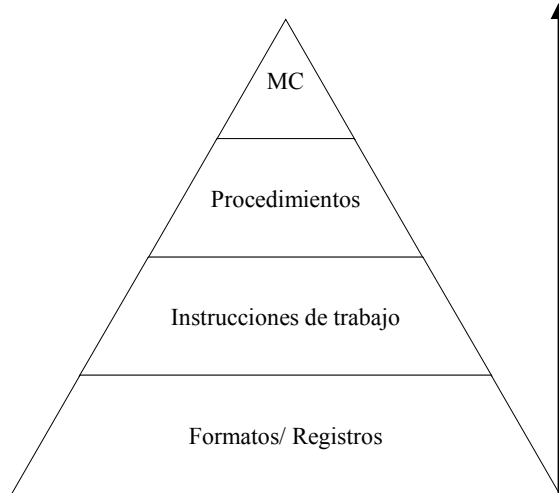 MC
Procedimientos
Instrucciones de trabajo
Formatos/ Registros